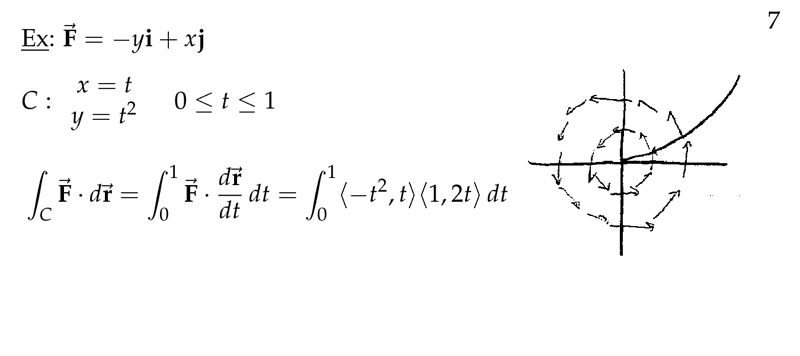 7
Ex: $\vec{\mathbf{F}} = -y\mathbf{i} + x\mathbf{j}$
$C: \begin{array}{c} x = t \\ y = t^2 \end{array} \quad 0 \leq t \leq 1$
$\int_C \vec{\mathbf{F}} \cdot d\vec{\mathbf{r}} = \int_0^1 \vec{\mathbf{F}} \cdot \frac{d\vec{\mathbf{r}}}{dt} \, dt = \int_0^1 \langle -t^2, t \rangle \langle 1, 2t \rangle \, dt$